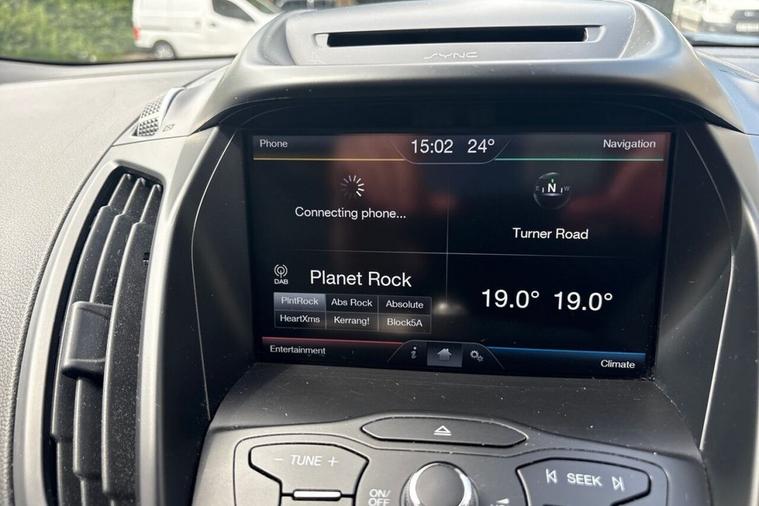 SYNC
Phone
15:02 24°
Navigation
Connecting phone...
N W
Turner Road
DAB
Planet Rock
PlntRock Abs Rock Absolute
HeartXms Kerrang! Block5A
19.0° 19.0°
Entertainment
i
Climate
- TUNE +
ON/
OFF
SEEK